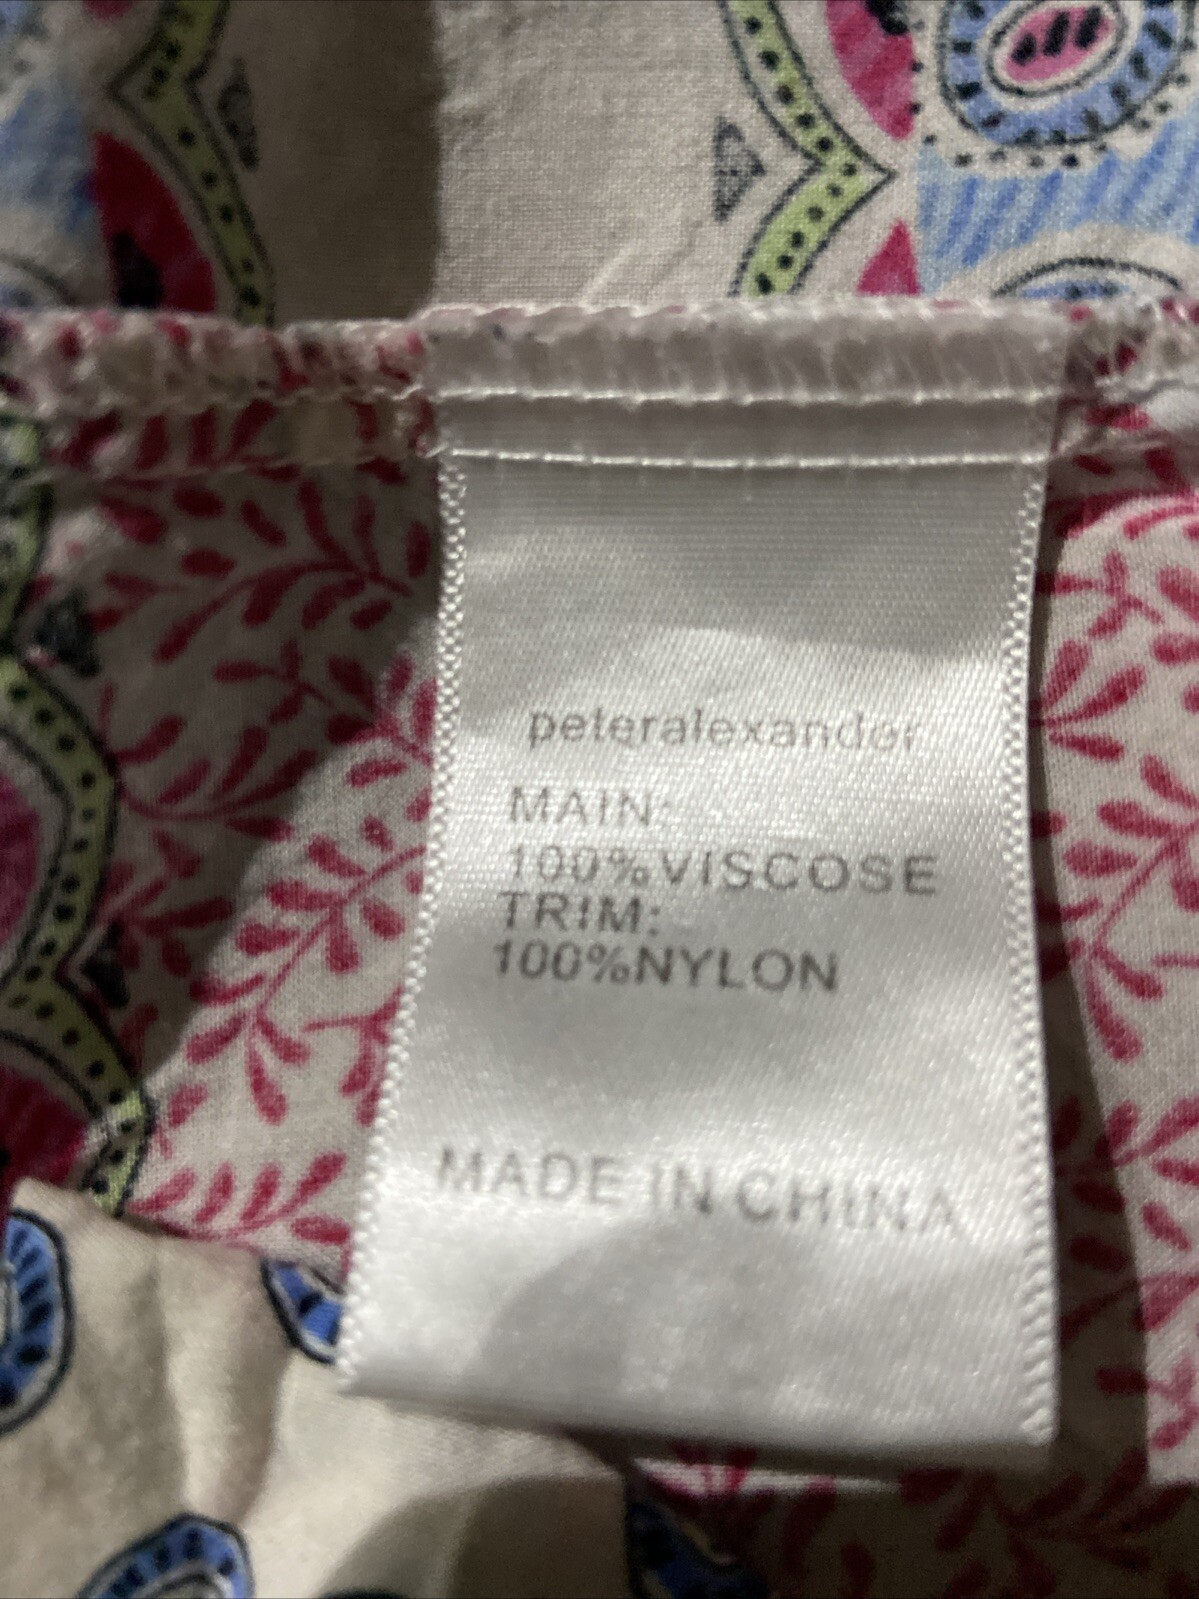 peteralexander
MAIN:
100%VISCOSE
TRIM:
100%NYLON
MADE IN CHINA